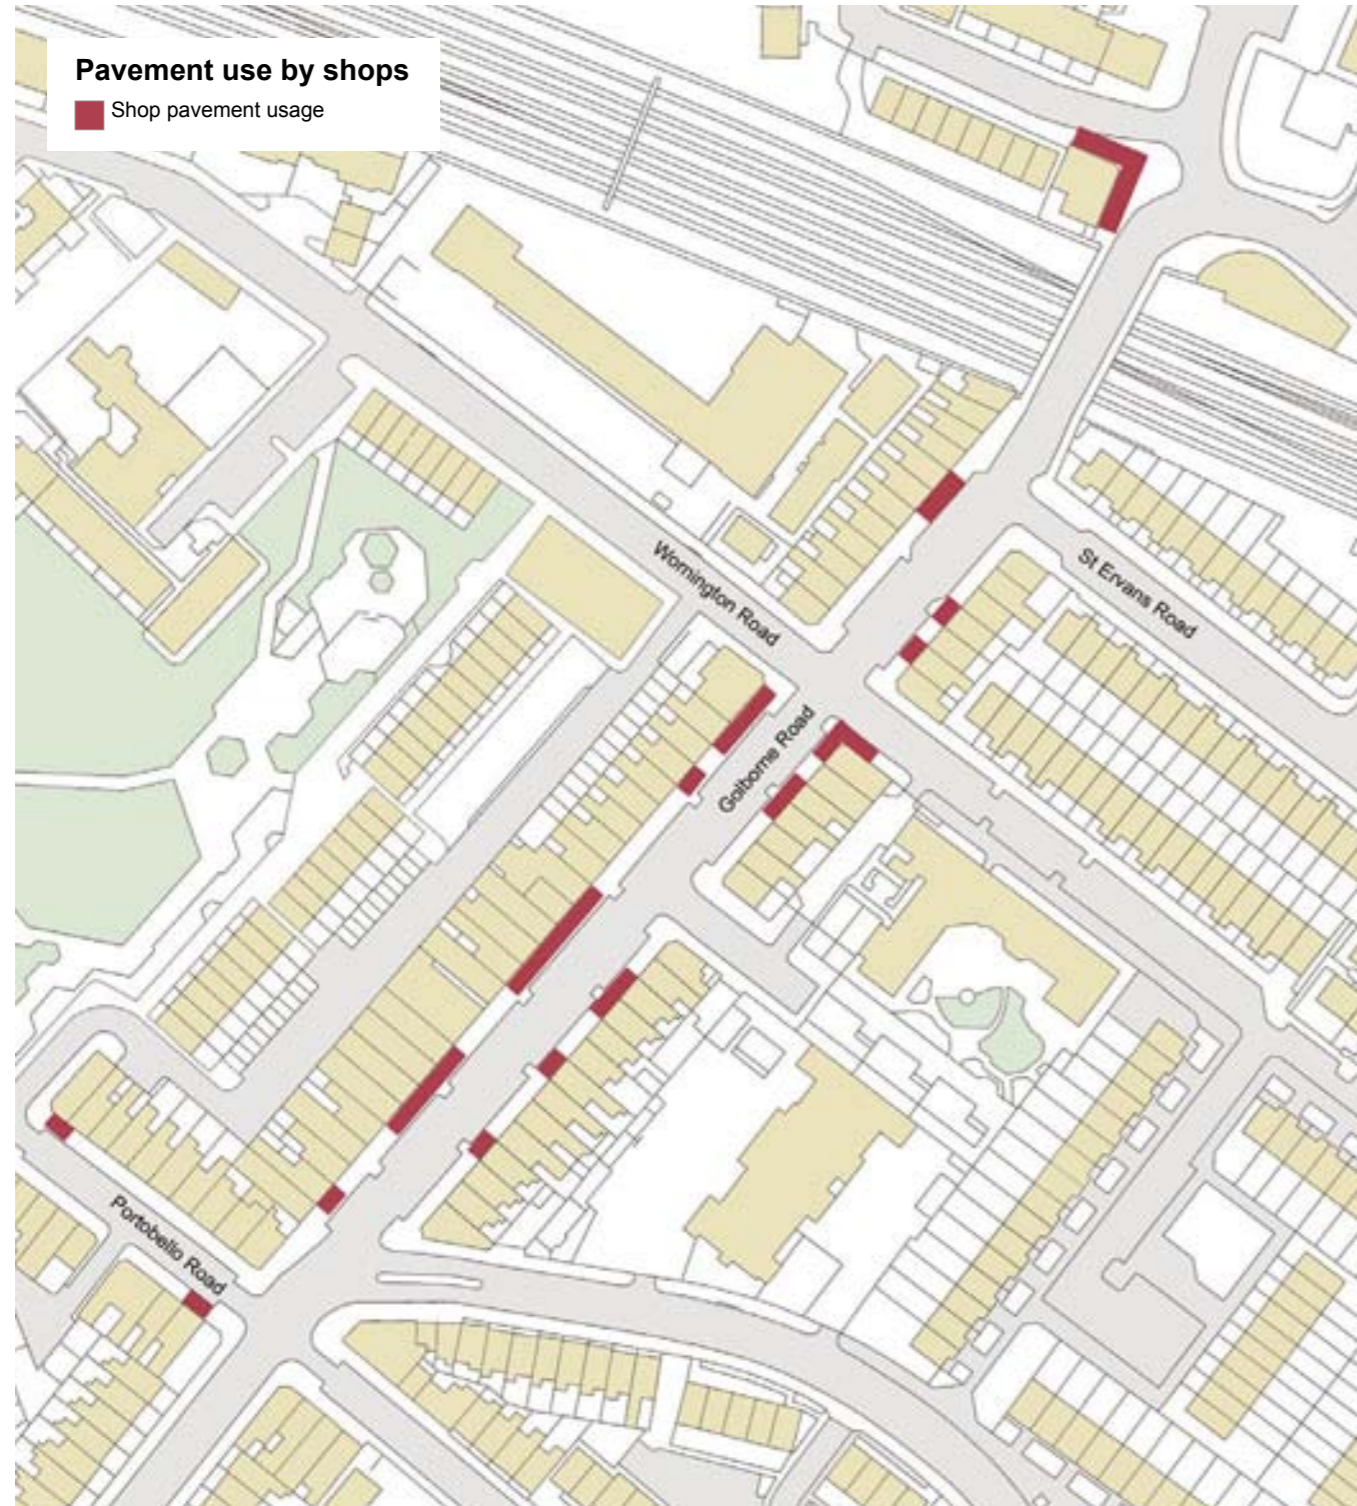 Pavement use by shops
Shop pavement usage
Wornington Road
St Ervans Road
Golborne Road
Portobello Road